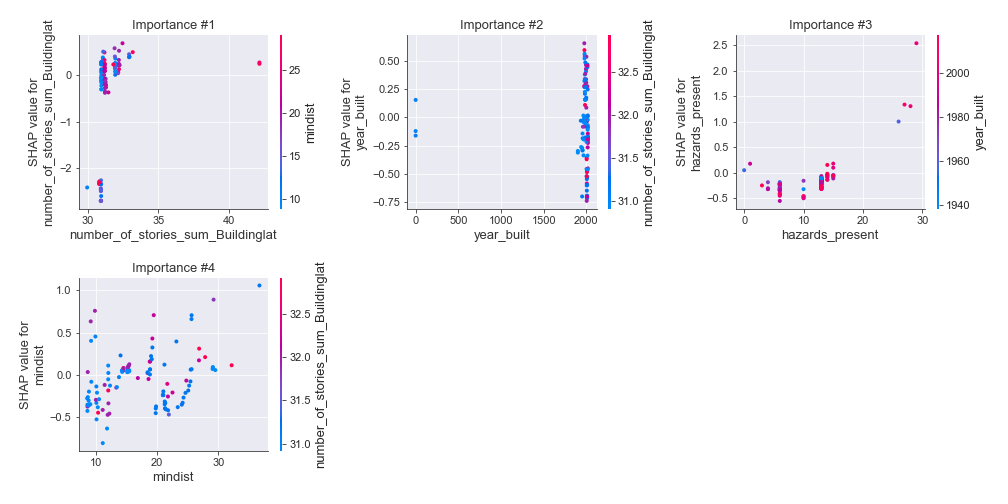 Importance #1
SHAP value for
number_of_stories_sum_Buildinglat
0
−1
−2
30
35
40
number_of_stories_sum_Buildinglat
25
20
15
10
mindist
Importance #2
SHAP value for
year_built
0.50
0.25
0.00
−0.25
−0.50
−0.75
0
500
1000
1500
2000
year_built
32.5
32.0
31.5
31.0
number_of_stories_sum_Buildinglat
Importance #3
SHAP value for
hazards_present
2.5
2.0
1.5
1.0
0.5
0.0
−0.5
0
10
20
30
hazards_present
2000
1980
1960
1940
year_built
Importance #4
SHAP value for
mindist
1.0
0.5
0.0
−0.5
10
20
30
mindist
32.5
32.0
31.5
31.0
number_of_stories_sum_Buildinglat